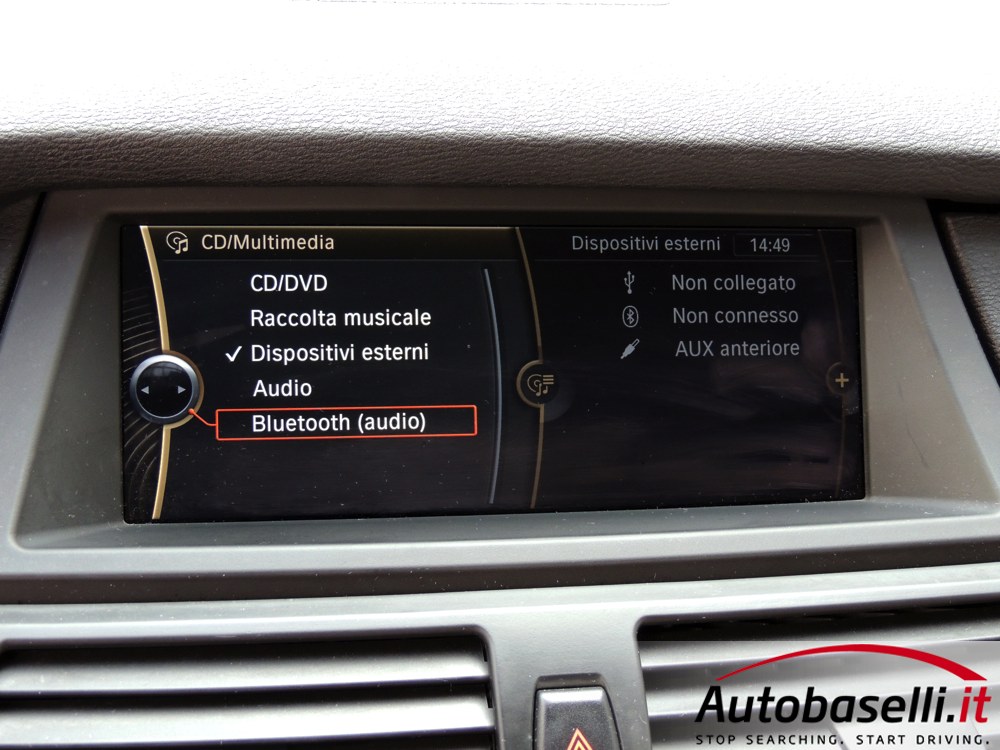 CD/Multimedia
CD/DVD
Raccolta musicale
Dispositivi esterni
Audio
Bluetooth (audio)
Dispositivi esterni 14:49
Non collegato
Non connesso
AUX anteriore
Autobaselli.it
STOP SEARCHING. START DRIVING.